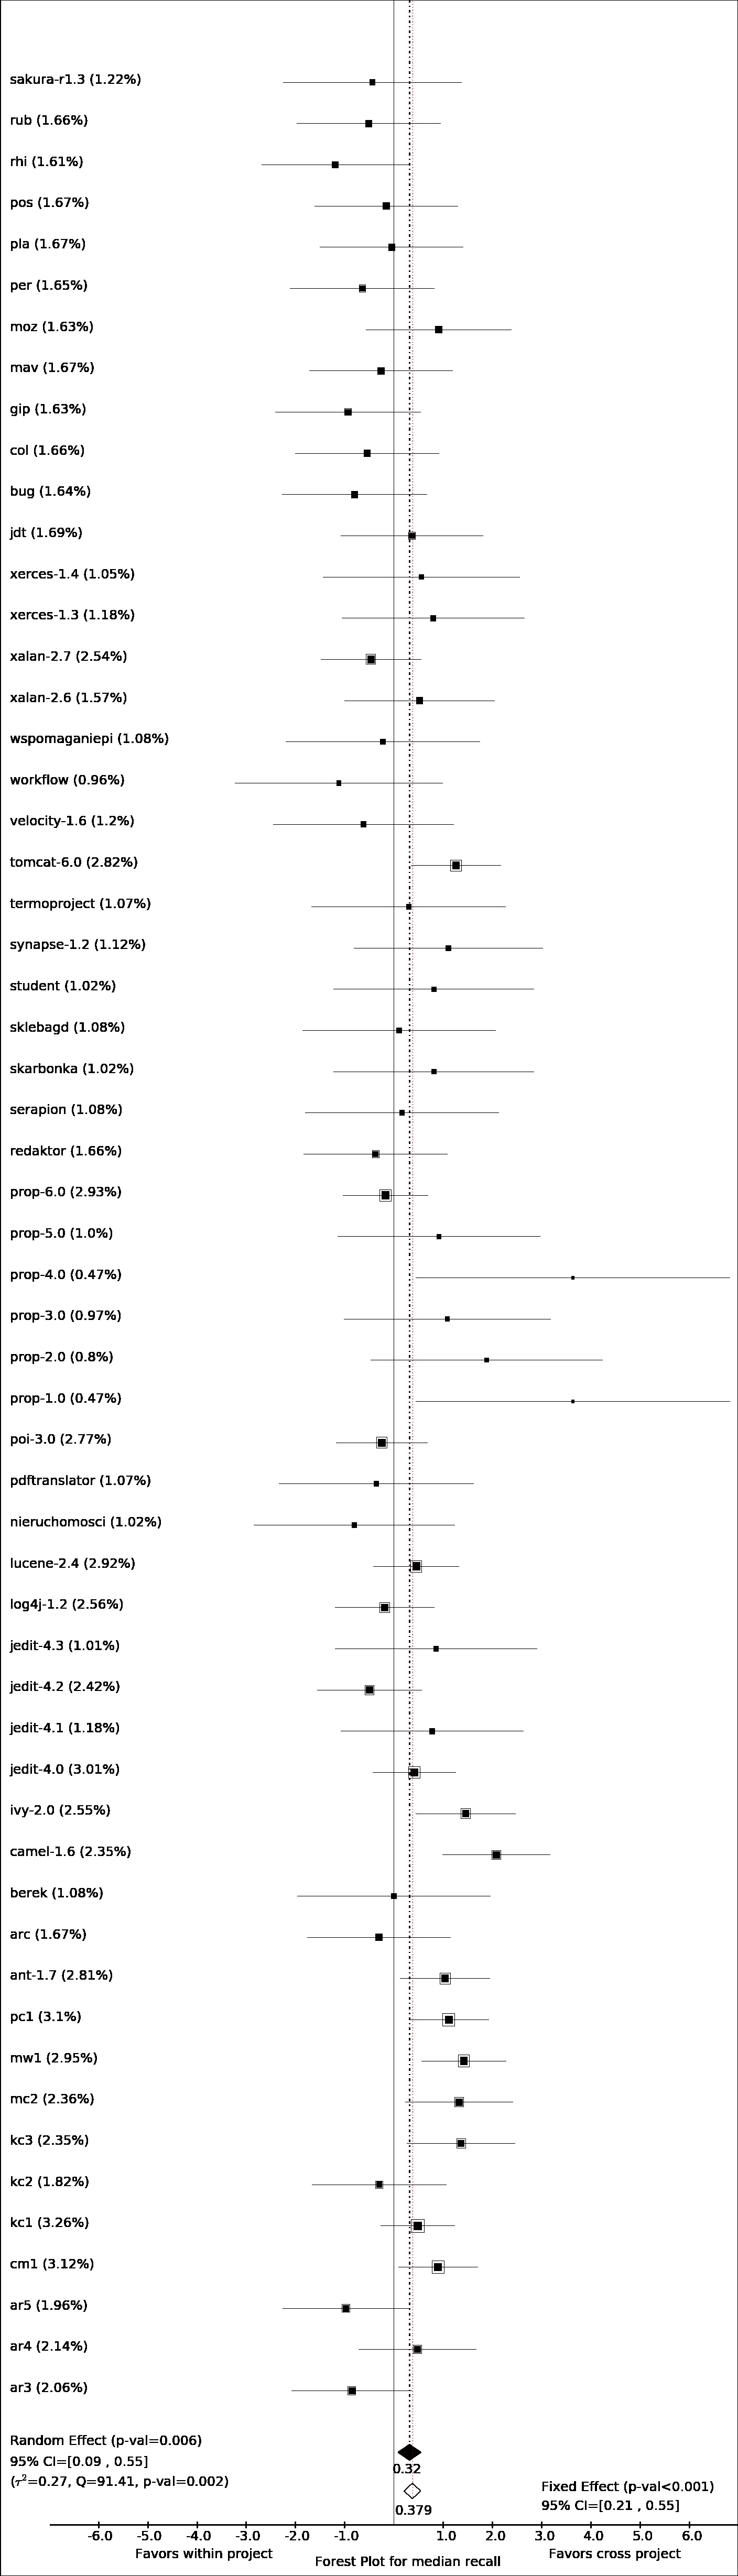 sakura-r1.3 (1.22%)
rub (1.66%)
rhi (1.61%)
pos (1.67%)
pla (1.67%)
per (1.65%)
moz (1.63%)
mav (1.67%)
gip (1.63%)
col (1.66%)
bug (1.64%)
jdt (1.69%)
xerces-1.4 (1.05%)
xerces-1.3 (1.18%)
xalan-2.7 (2.54%)
xalan-2.6 (1.57%)
wspomaganiepi (1.08%)
workflow (0.96%)
velocity-1.6 (1.2%)
tomcat-6.0 (2.82%)
termoproject (1.07%)
synapse-1.2 (1.12%)
student (1.02%)
sklebagd (1.08%)
skarbonka (1.02%)
serapion (1.08%)
redaktor (1.66%)
prop-6.0 (2.93%)
prop-5.0 (1.0%)
prop-4.0 (0.47%)
prop-3.0 (0.97%)
prop-2.0 (0.8%)
prop-1.0 (0.47%)
poi-3.0 (2.77%)
pdftranslator (1.07%)
nieruchomosci (1.02%)
lucene-2.4 (2.92%)
log4j-1.2 (2.56%)
jedit-4.3 (1.01%)
jedit-4.2 (2.42%)
jedit-4.1 (1.18%)
jedit-4.0 (3.01%)
ivy-2.0 (2.55%)
camel-1.6 (2.35%)
berek (1.08%)
arc (1.67%)
ant-1.7 (2.81%)
pc1 (3.1%)
mw1 (2.95%)
mc2 (2.36%)
kc3 (2.35%)
kc2 (1.82%)
kc1 (3.26%)
cm1 (3.12%)
ar5 (1.96%)
ar4 (2.14%)
ar3 (2.06%)
Random Effect (p-val=0.006)
95% CI=[0.09 , 0.55]
(τ²=0.27, Q=91.41, p-val=0.002)
0.32
0.379
Fixed Effect (p-val<0.001)
95% CI=[0.21 , 0.55]
-6.0 -5.0 -4.0 -3.0 -2.0 -1.0 1.0 2.0 3.0 4.0 5.0 6.0
Favors within project Favors cross project
Forest Plot for median recall